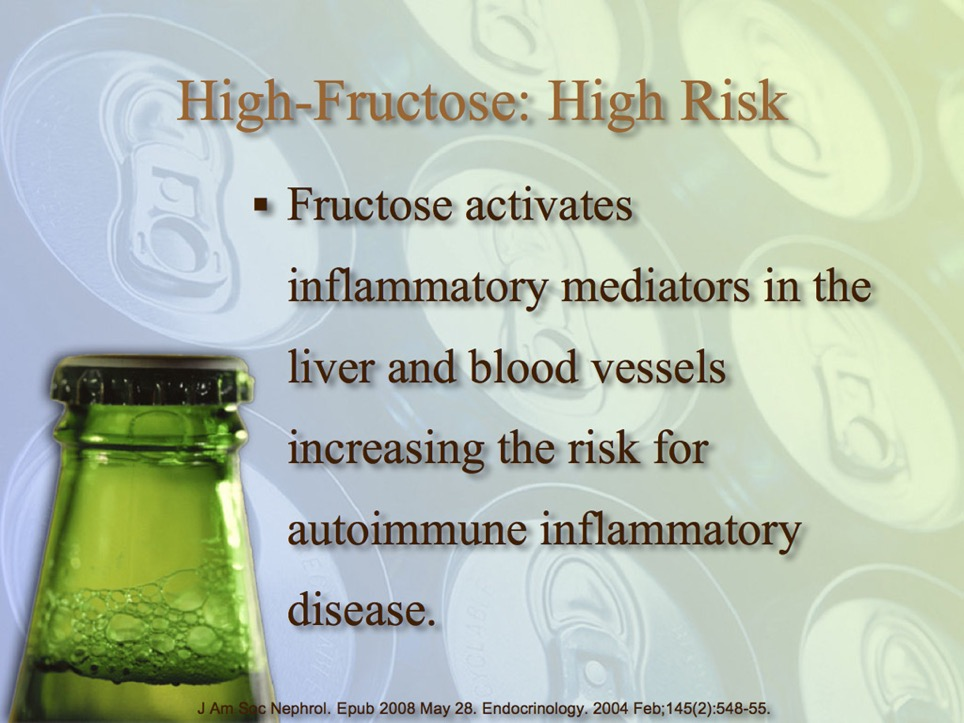 High-Fructose: High Risk
▪ Fructose activates
inflammatory mediators in the
liver and blood vessels
increasing the risk for
autoimmune inflammatory
disease.
J Am Soc Nephrol. Epub 2008 May 28. Endocrinology. 2004 Feb;145(2):548-55.